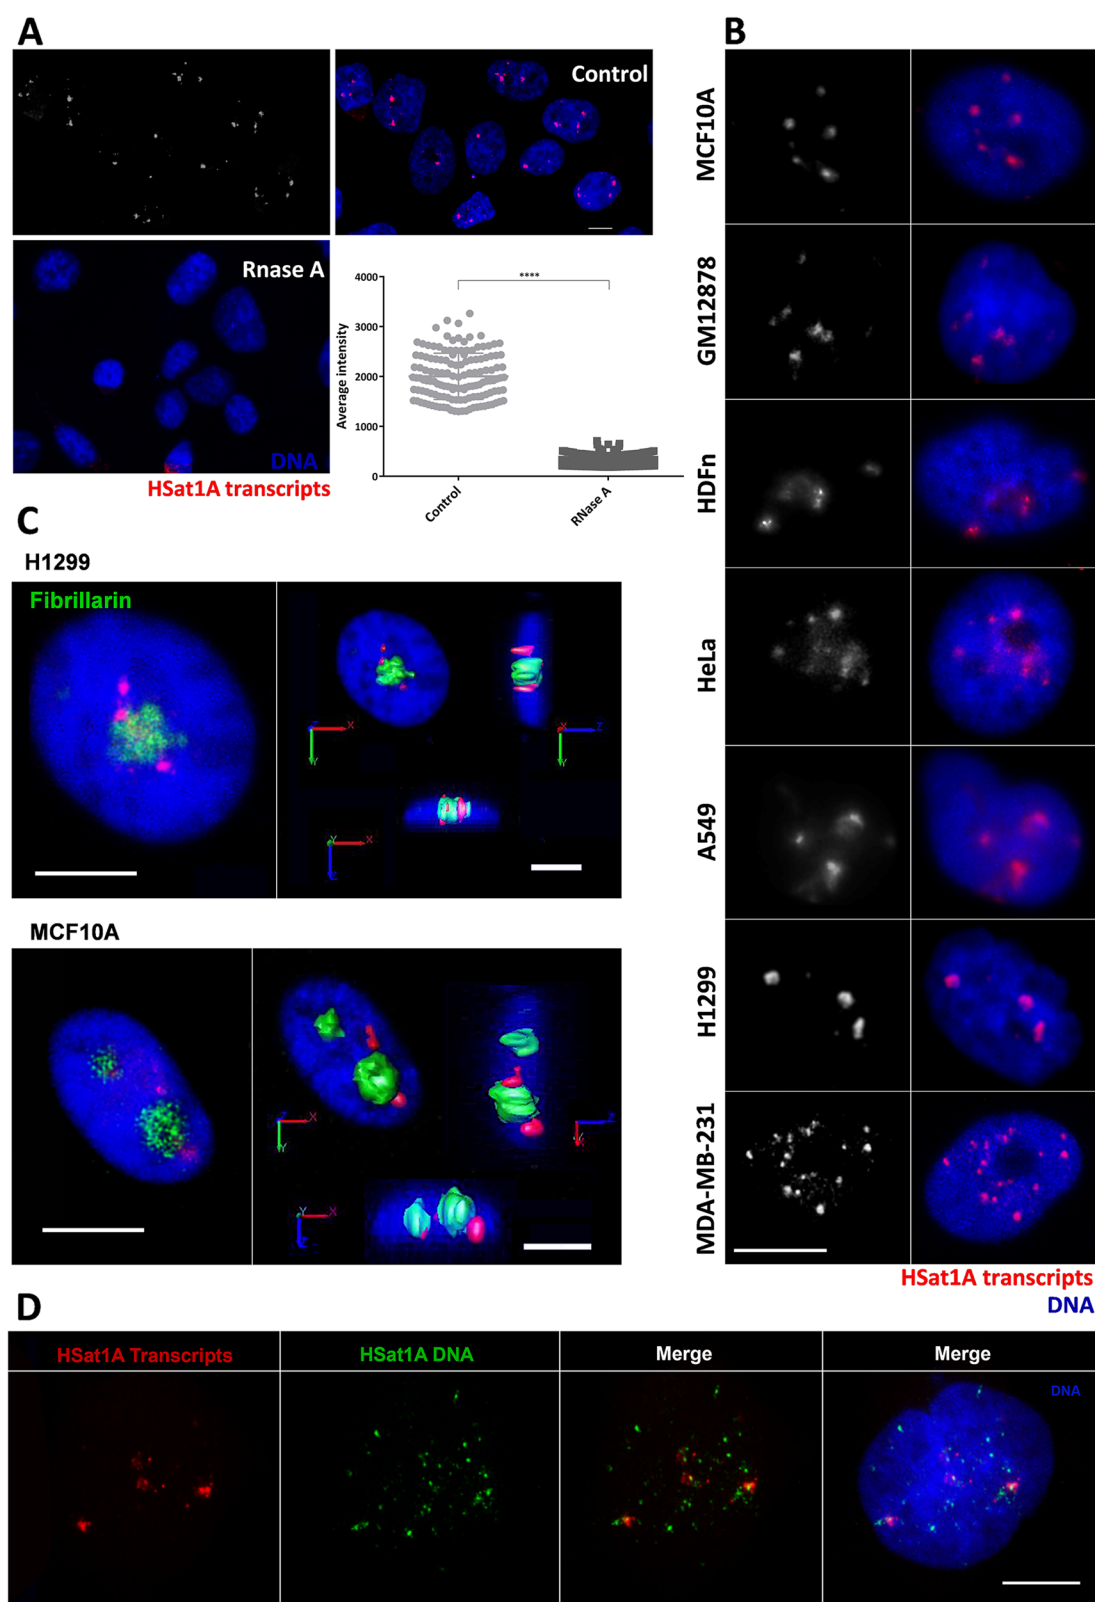 A
Control
Rnase A
DNA
HSat1A transcripts
4000
3000
2000
1000
0
Average intensity
****
Control
RNase A
B
MCF10A
GM12878
HDFn
HeLa
A549
H1299
MDA-MB-231
HSat1A transcripts
DNA
C
H1299
Fibrillarin
Z X
Y
X Z
Y
Y X
Z
MCF10A
Z X
Y
Y X
Z
D
HSat1A Transcripts
HSat1A DNA
Merge
Merge
DNA